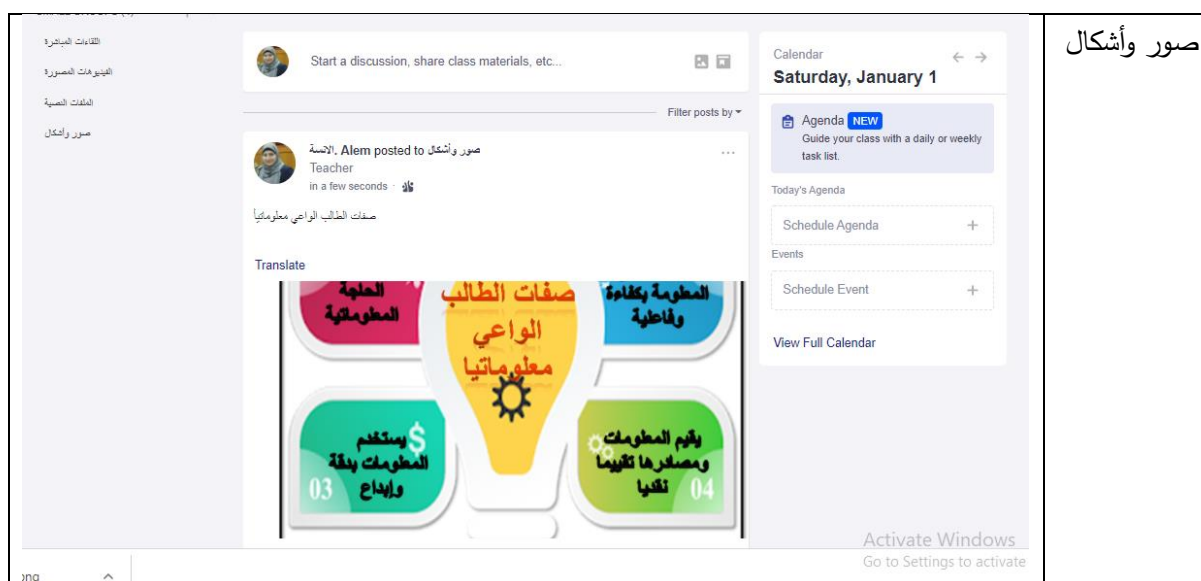 صور وأشكال
اللقاءات المباشرة
الفيديوهات المصورة
الملفات النصية
صور وأشكال
Start a discussion, share class materials, etc...
Filter posts by
الانسة. Alem posted to صور وأشكال
Teacher
in a few seconds ·
صفات الطالب الواعي معلوماتياً
Translate
الحاجة
المعلوماتية
صفات الطالب
الواعي
معلوماتيا
المعلومة بكفاءة
وفاعلية
يستخدم
المعلومات بدقة
وإبداع
03
يقيم المعلومات
ومصادرها تقييما
نقديا
04
Calendar
Saturday, January 1
Agenda NEW
Guide your class with a daily or weekly
task list.
Today's Agenda
Schedule Agenda
Events
Schedule Event
View Full Calendar
Activate Windows
Go to Settings to activate